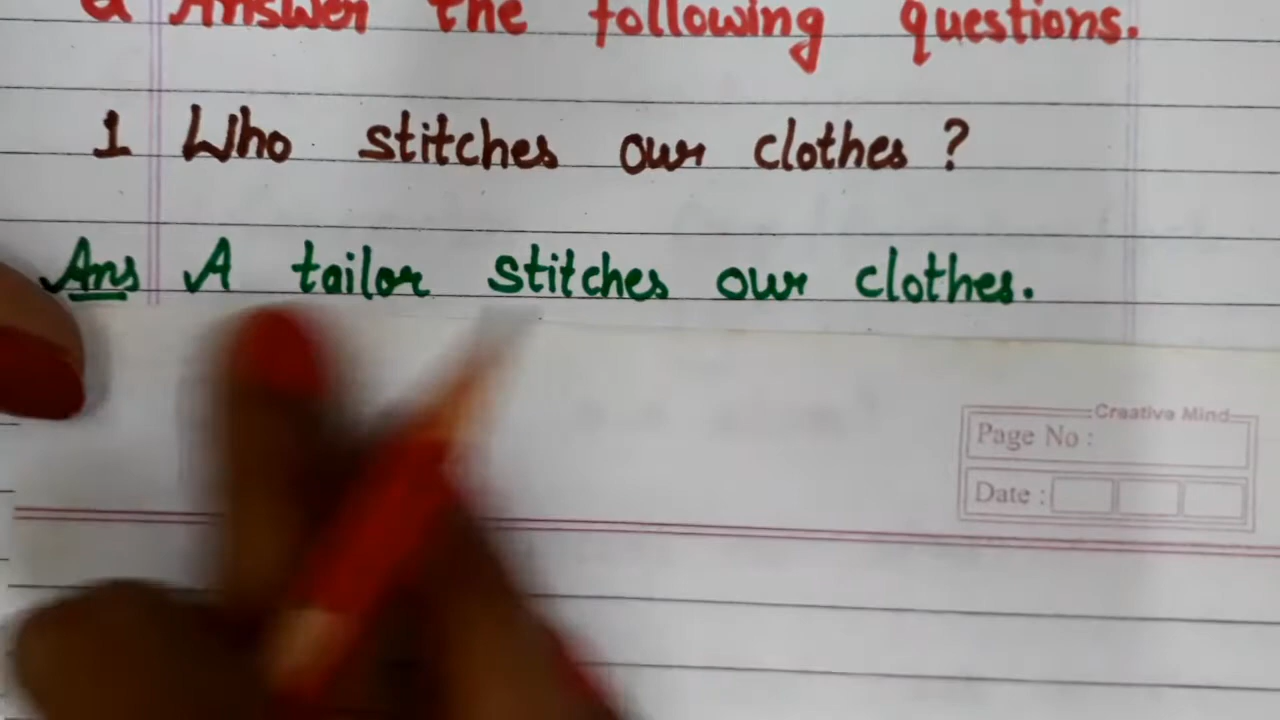 Q Answer the following questions.
1 Who stitches our clothes ?
Ans A tailor stitches our clothes.
Creative Mind
Page No :
Date :